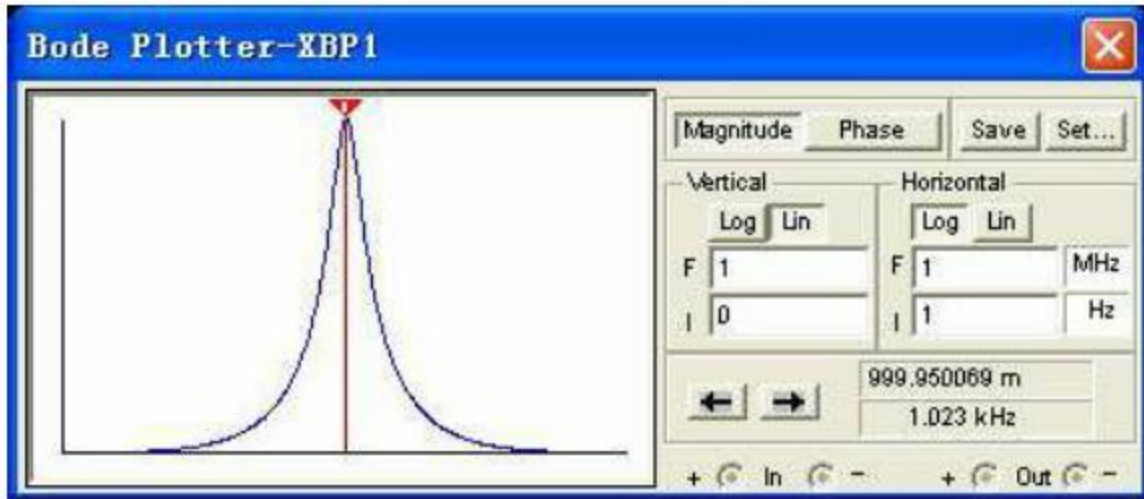 Bode Plotter-XBP1
Magnitude Phase Save Set...
Vertical Horizontal
Log Lin Log Lin
F 1 F 1 MHz
I 0 I 1 Hz
999.950069 m
1.023 kHz
+ In - + Out -